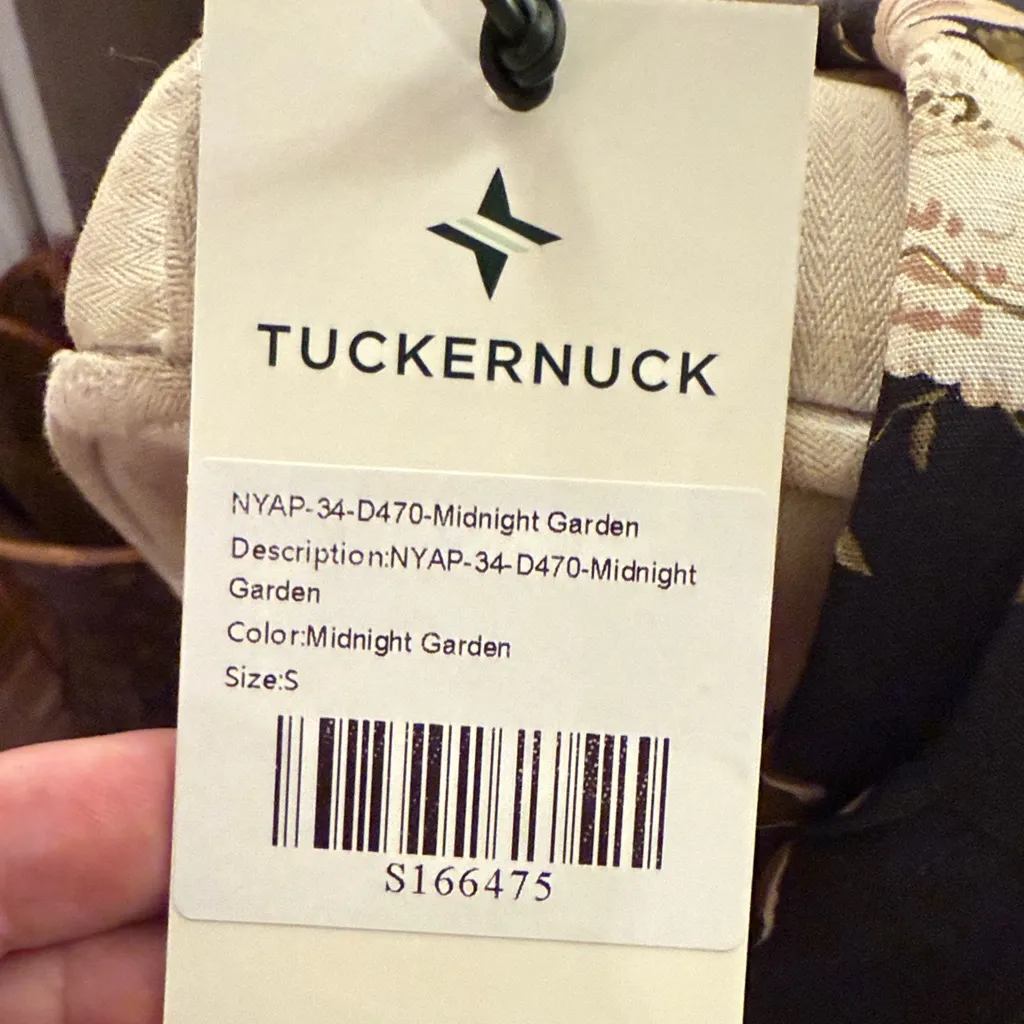 TUCKERNUCK
NYAP-34-D470-Midnight Garden
Description:NYAP-34-D470-Midnight
Garden
Color:Midnight Garden
Size:S
S166475